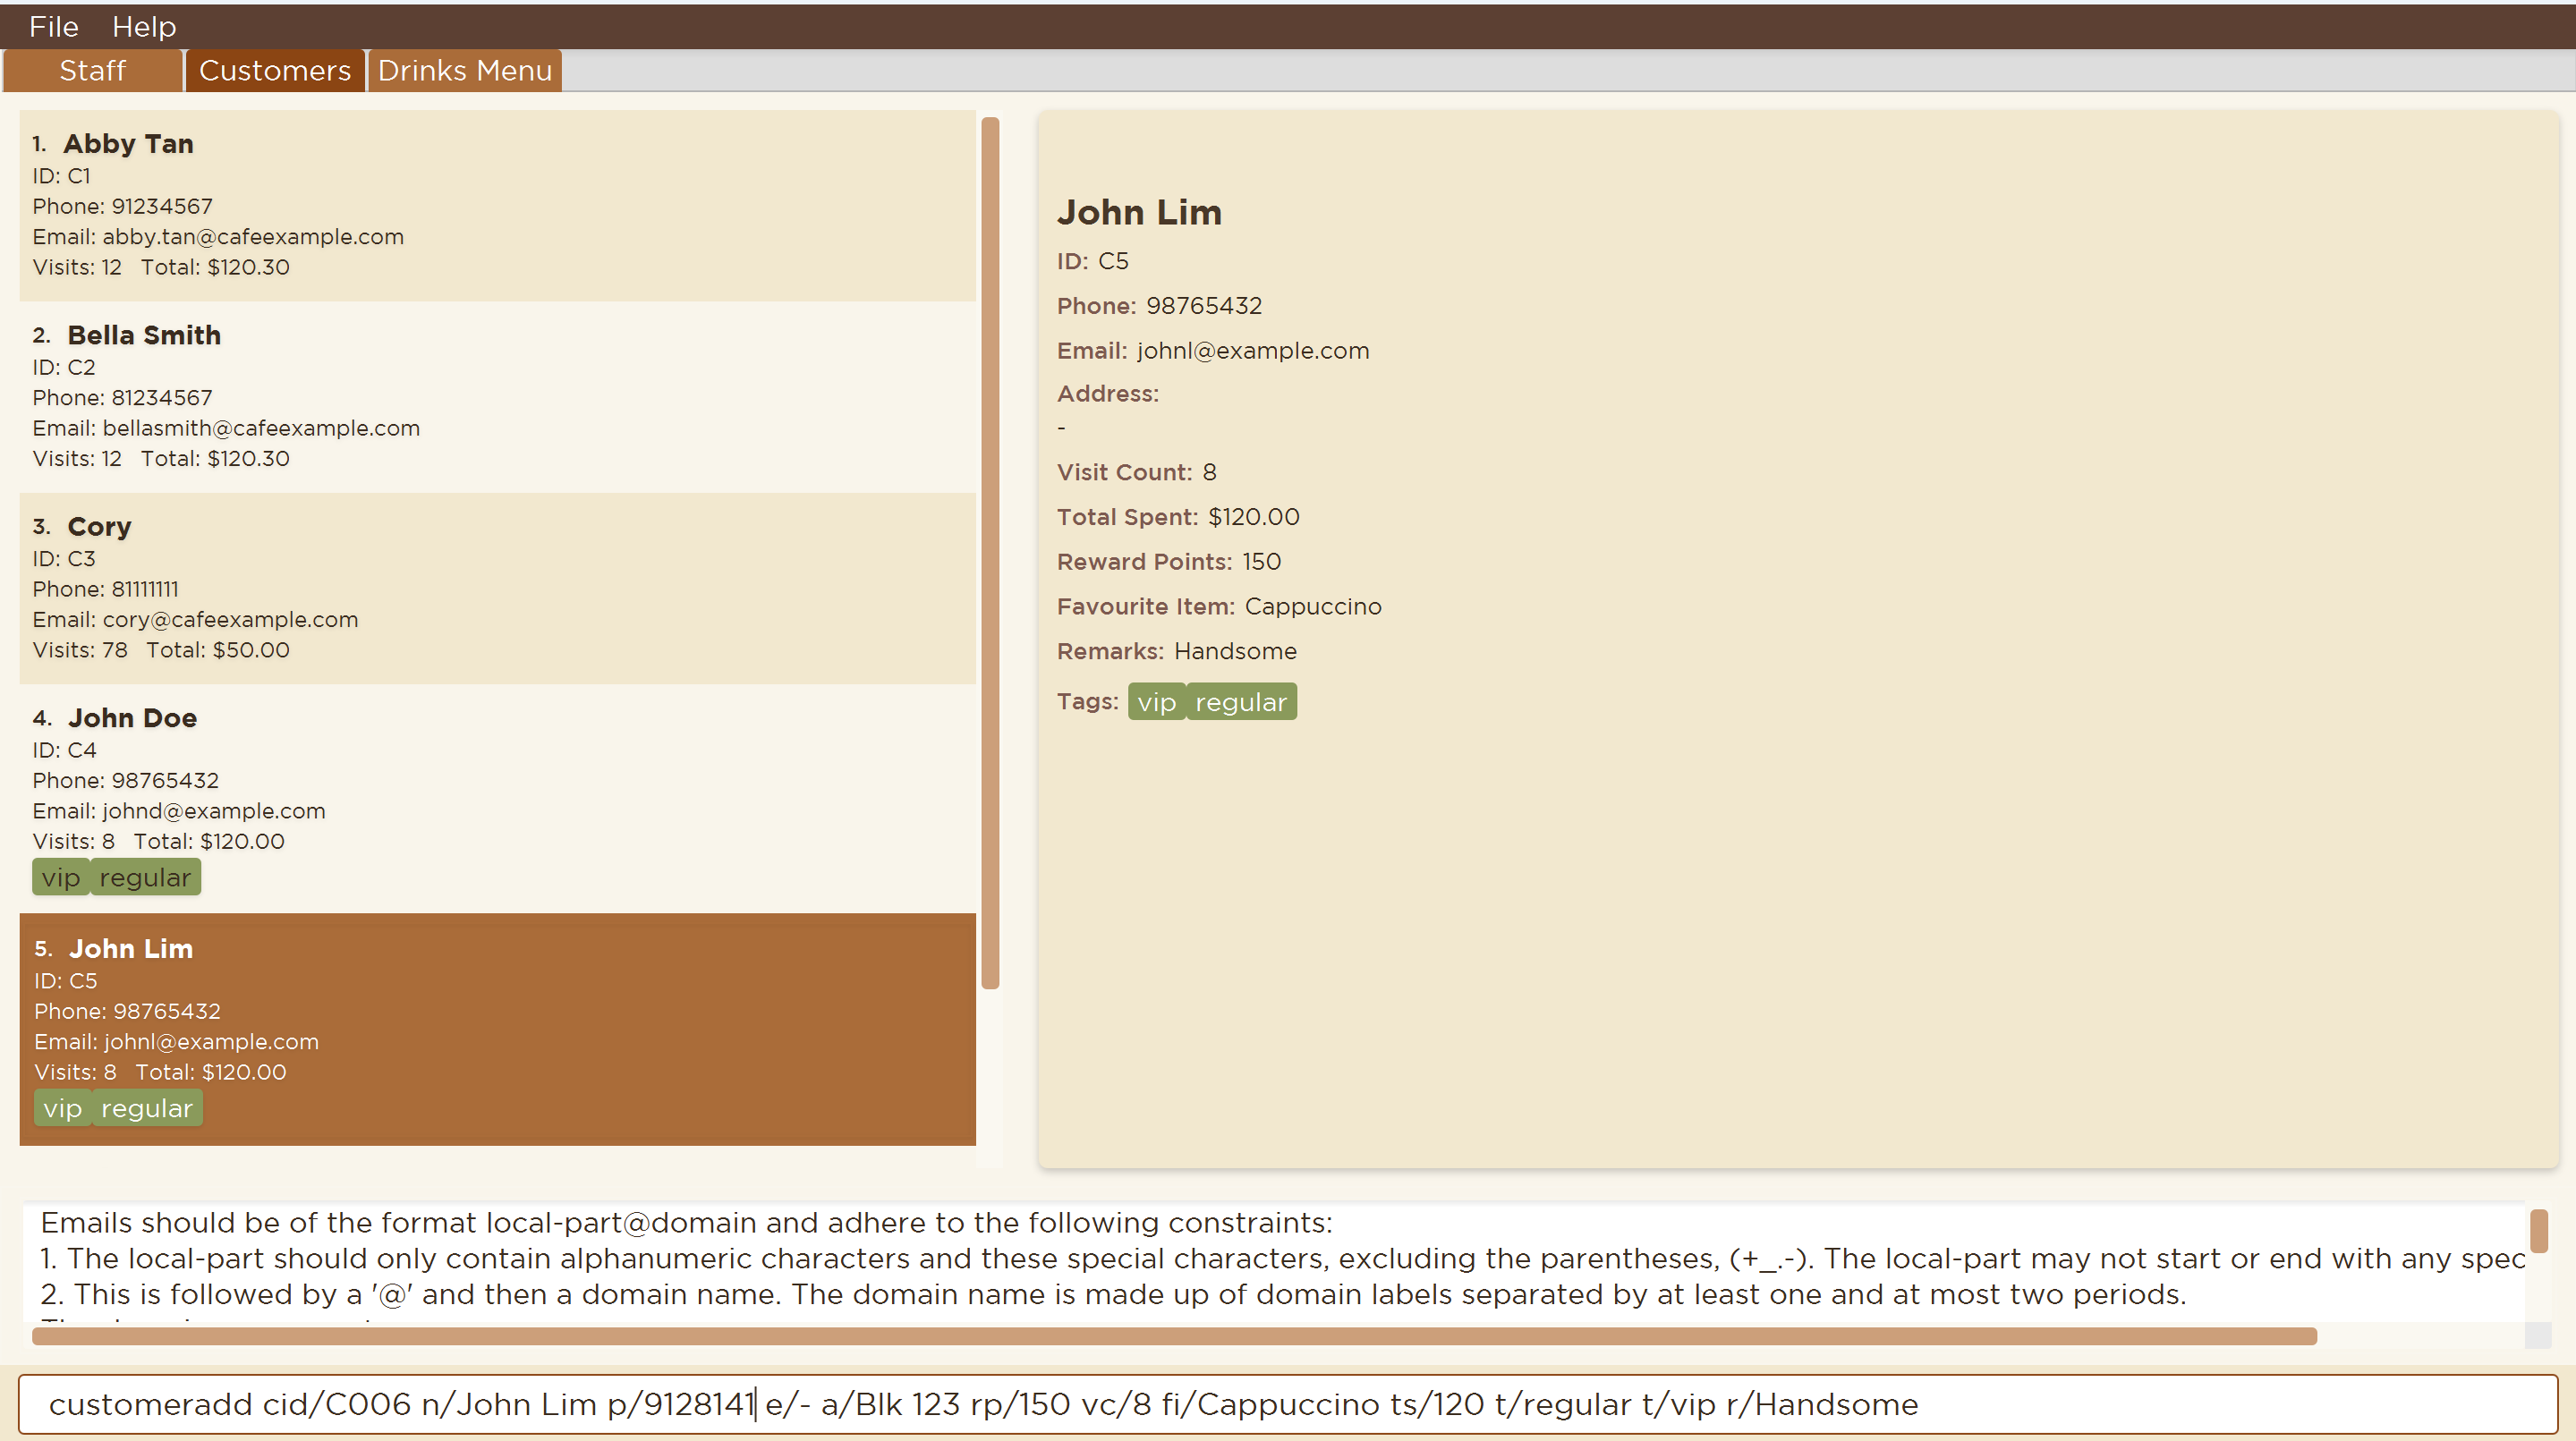 File Help
Staff Customers Drinks Menu
1. Abby Tan
ID: C1
Phone: 91234567
Email: abby.tan@cafeexample.com
Visits: 12 Total: $120.30
2. Bella Smith
ID: C2
Phone: 81234567
Email: bellasmith@cafeexample.com
Visits: 12 Total: $120.30
3. Cory
ID: C3
Phone: 81111111
Email: cory@cafeexample.com
Visits: 78 Total: $50.00
4. John Doe
ID: C4
Phone: 98765432
Email: johnd@example.com
Visits: 8 Total: $120.00
vip regular
5. John Lim
ID: C5
Phone: 98765432
Email: johnl@example.com
Visits: 8 Total: $120.00
vip regular
John Lim
ID: C5
Phone: 98765432
Email: johnl@example.com
Address:
-
Visit Count: 8
Total Spent: $120.00
Reward Points: 150
Favourite Item: Cappuccino
Remarks: Handsome
Tags: vip regular
Emails should be of the format local-part@domain and adhere to the following constraints:
1. The local-part should only contain alphanumeric characters and these special characters, excluding the parentheses, (+_.-). The local-part may not start or end with any spec
2. This is followed by a '@' and then a domain name. The domain name is made up of domain labels separated by at least one and at most two periods.
customeradd cid/C006 n/John Lim p/9128141 e/- a/Blk 123 rp/150 vc/8 fi/Cappuccino ts/120 t/regular t/vip r/Handsome